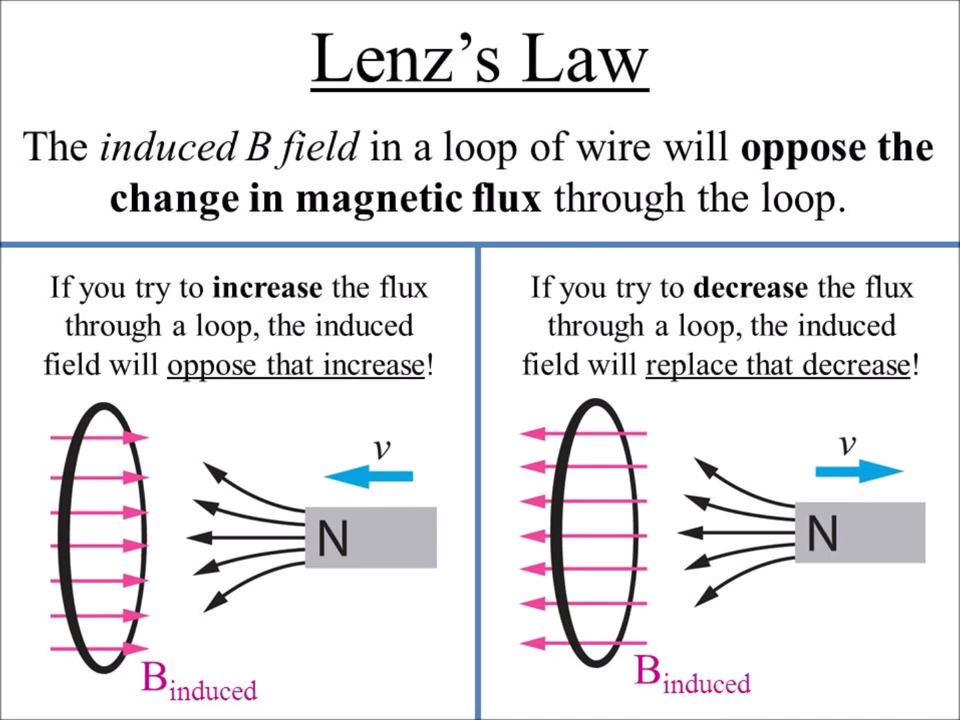 Lenz’s Law
The induced B field in a loop of wire will oppose the
change in magnetic flux through the loop.
If you try to increase the flux
through a loop, the induced
field will oppose that increase!
v
N
Binduced
If you try to decrease the flux
through a loop, the induced
field will replace that decrease!
v
N
Binduced